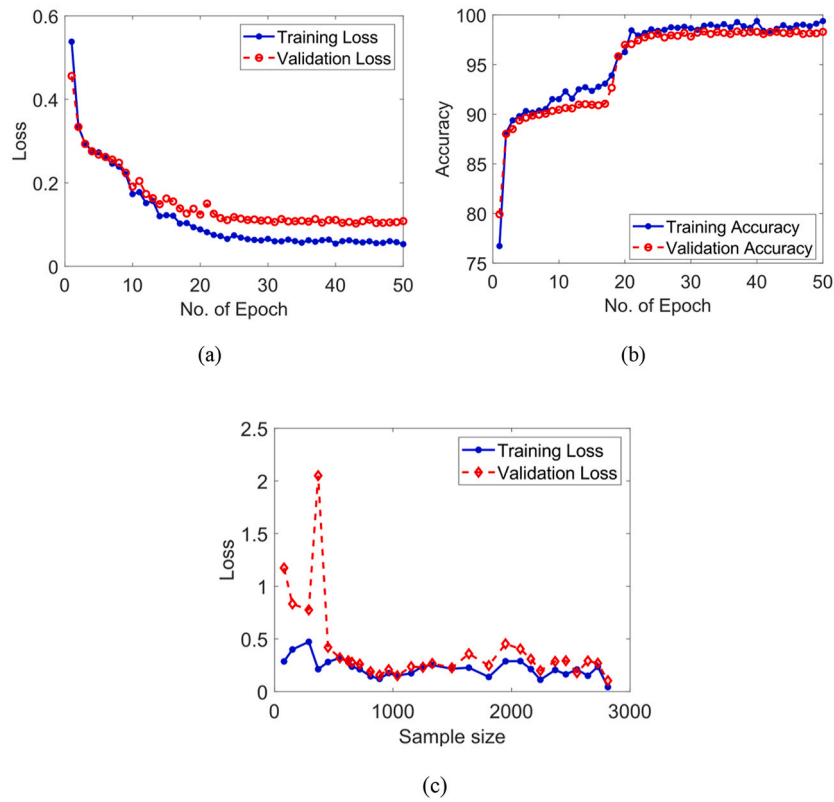 0.6
0.4
0.2
0
Loss
Training Loss
Validation Loss
0 10 20 30 40 50
No. of Epoch
(a)
100
95
90
85
80
75
Accuracy
Training Accuracy
Validation Accuracy
0 10 20 30 40 50
No. of Epoch
(b)
2.5
2
1.5
1
0.5
0
Loss
Training Loss
Validation Loss
0 1000 2000 3000
Sample size
(c)